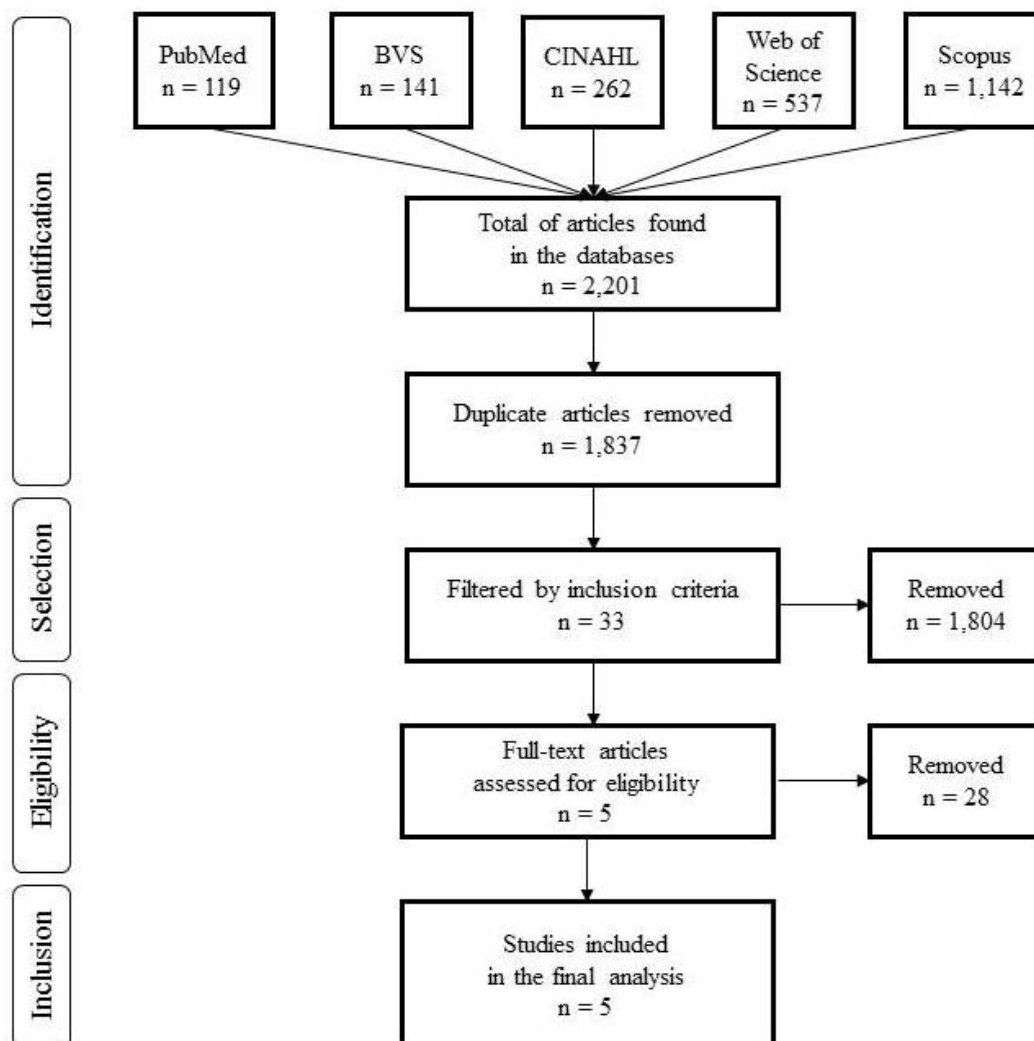 PubMed
n = 119
BVS
n = 141
CINAHL
n = 262
Web of
Science
n = 537
Scopus
n = 1,142
Identification
Total of articles found
in the databases
n = 2,201
Duplicate articles removed
n = 1,837
Selection
Filtered by inclusion criteria
n = 33
Removed
n = 1,804
Eligibility
Full-text articles
assessed for eligibility
n = 5
Removed
n = 28
Inclusion
Studies included
in the final analysis
n = 5